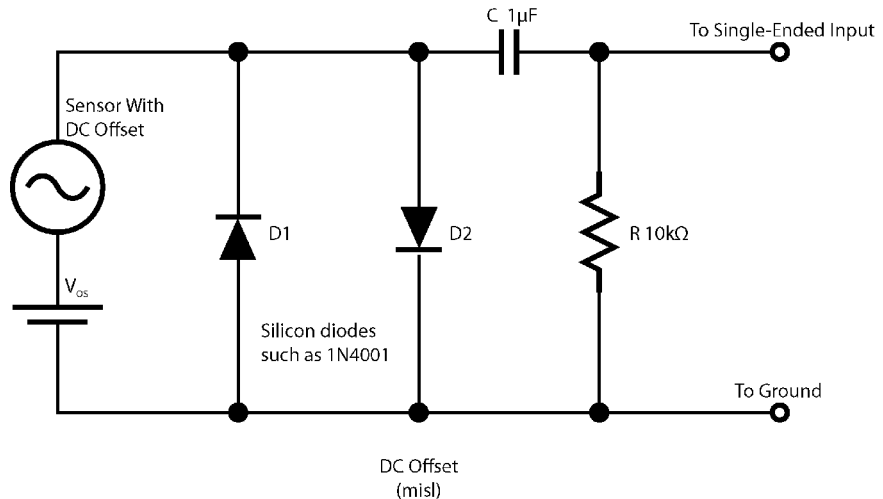 C 1µF
To Single-Ended Input
Sensor With
DC Offset
D1
D2
R 10kΩ
Vos
Silicon diodes
such as 1N4001
To Ground
DC Offset
(misl)